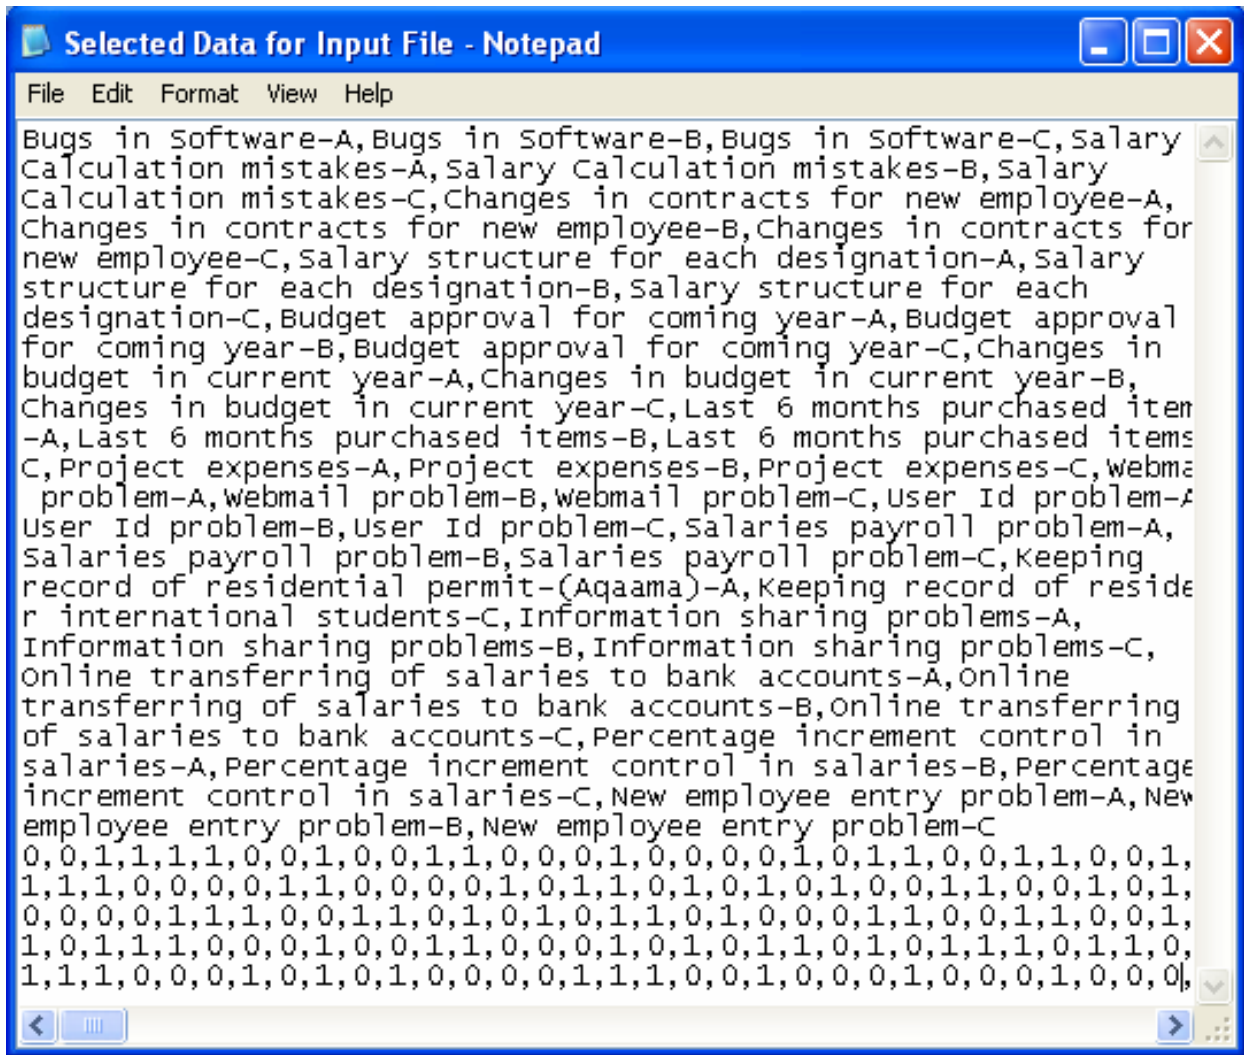 Selected Data for Input File - Notepad
File Edit Format View Help
Bugs in Software-A,Bugs in Software-B,Bugs in Software-C,Salary
Calculation mistakes-A,Salary Calculation mistakes-B,Salary
Calculation mistakes-C,Changes in contracts for new employee-A,
Changes in contracts for new employee-B,Changes in contracts for
new employee-C,Salary structure for each designation-A,Salary
structure for each designation-B,Salary structure for each
designation-C,Budget approval for coming year-A,Budget approval
for coming year-B,Budget approval for coming year-C,Changes in
budget in current year-A,Changes in budget in current year-B,
Changes in budget in current year-C,Last 6 months purchased item
-A,Last 6 months purchased items-B,Last 6 months purchased items
C,Project expenses-A,Project expenses-B,Project expenses-C,Webma
problem-A,Webmail problem-B,Webmail problem-C,User Id problem-A
User Id problem-B,User Id problem-C,Salaries payroll problem-A,
Salaries payroll problem-B,Salaries payroll problem-C,Keeping
record of residential permit-(Aqaama)-A,Keeping record of reside
r international students-C,Information sharing problems-A,
Information sharing problems-B,Information sharing problems-C,
Online transferring of salaries to bank accounts-A,Online
transferring of salaries to bank accounts-B,Online transferring
of salaries to bank accounts-C,Percentage increment control in
salaries-A,Percentage increment control in salaries-B,Percentage
increment control in salaries-C,New employee entry problem-A,New
employee entry problem-B,New employee entry problem-C
0,0,1,1,1,1,0,0,1,0,0,1,1,0,0,0,1,0,0,0,0,1,0,1,1,0,0,1,1,0,0,1,
1,1,1,0,0,0,0,1,1,0,0,0,0,1,0,1,1,0,1,0,1,0,1,0,0,1,1,0,0,1,0,1,
0,0,0,0,1,1,1,0,0,1,1,0,1,0,1,0,1,1,0,1,0,0,0,1,1,0,0,1,1,0,0,1,
1,0,1,1,1,0,0,0,1,0,0,1,1,0,0,0,1,0,1,0,1,1,0,1,0,1,1,1,0,1,1,0,
1,1,1,0,0,0,1,0,1,0,1,0,0,0,0,1,1,1,0,0,1,0,0,0,1,0,0,0,1,0,0,0,